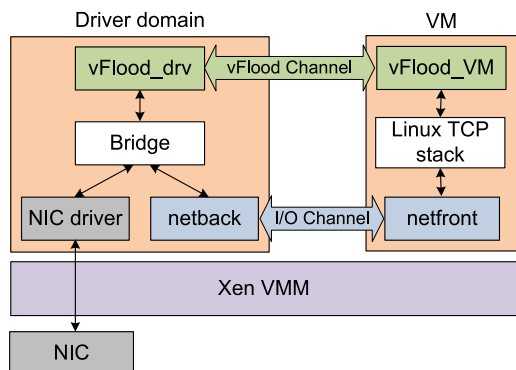 Driver domain
VM
vFlood_drv
vFlood Channel
vFlood_VM
Bridge
Linux TCP
stack
NIC driver
netback
I/O Channel
netfront
Xen VMM
NIC